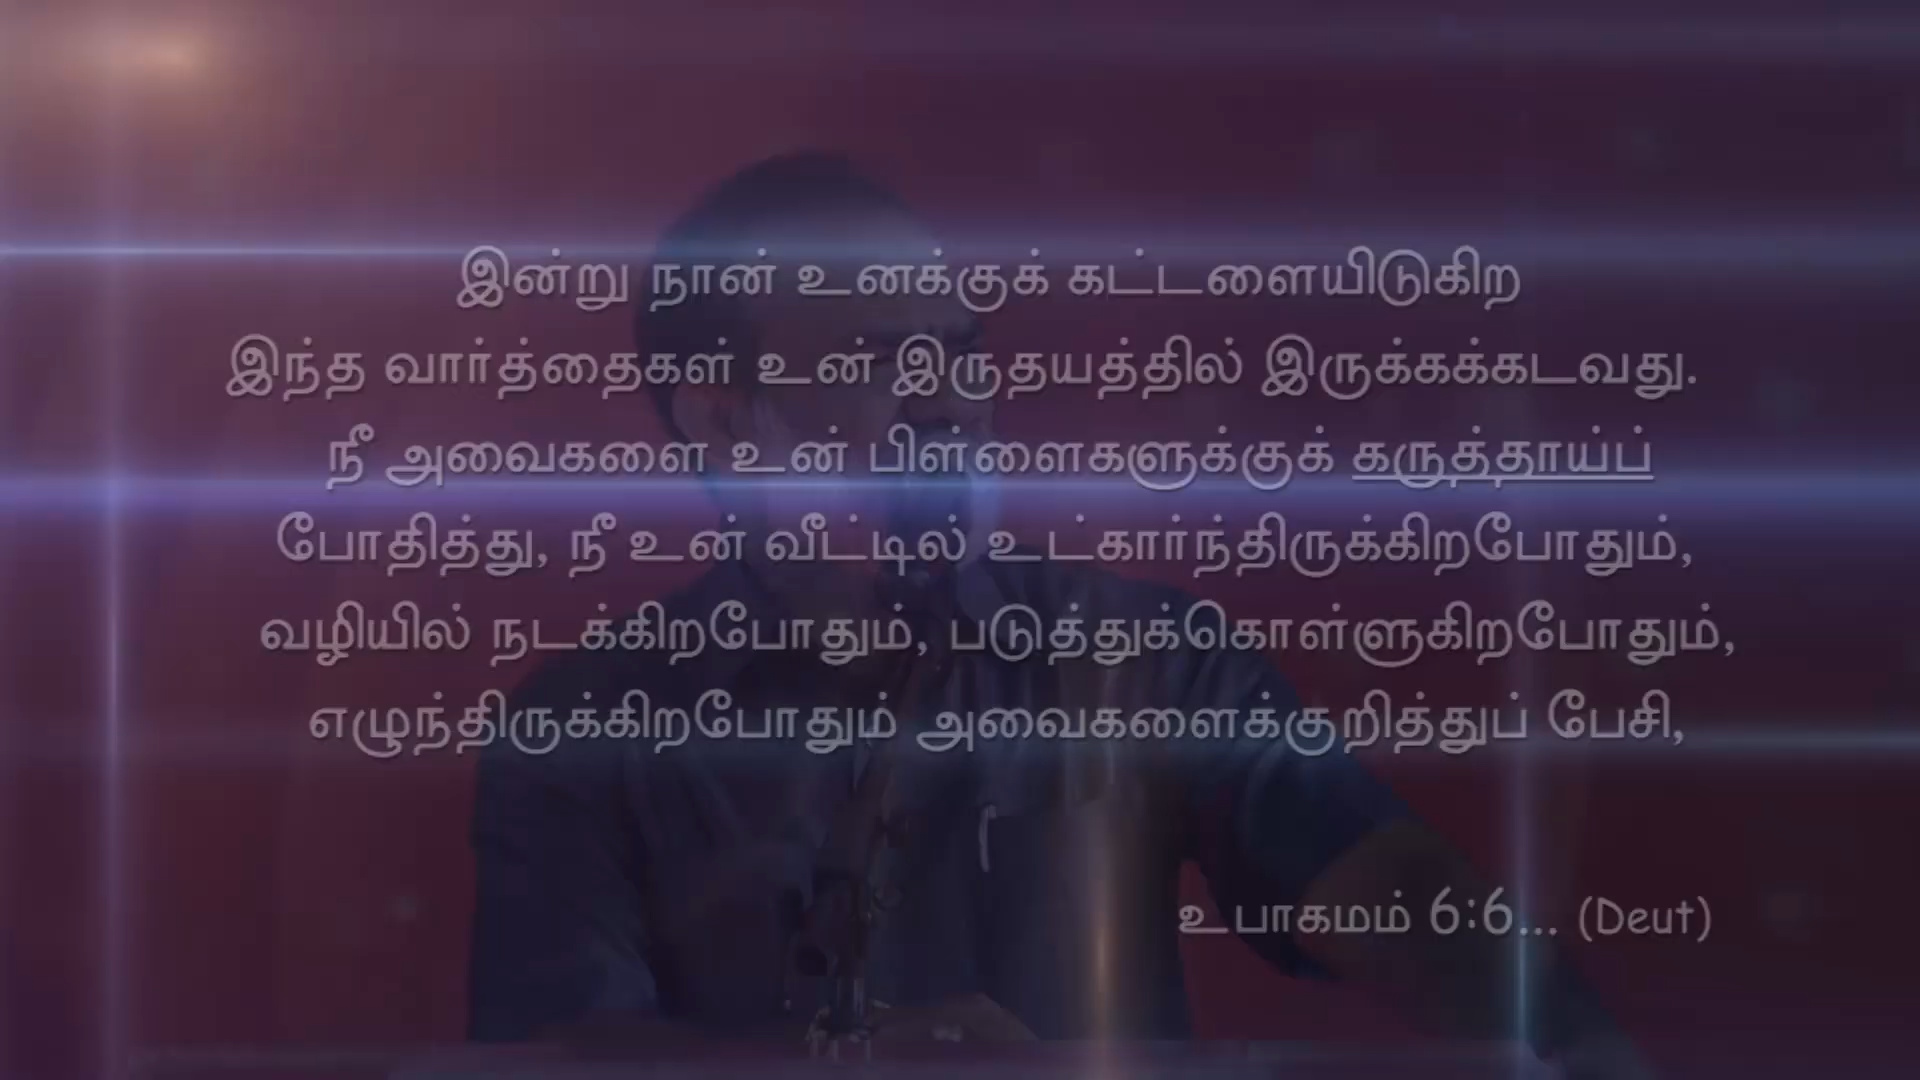 இன்று நான் உனக்குக் கட்டளையிடுகிற
இந்த வார்த்தைகள் உன் இருதயத்தில் இருக்கக்கடவது.
நீ அவைகளை உன் பிள்ளைகளுக்குக் கருத்தாய்ப்
போதித்து, நீ உன் வீட்டில் உட்கார்ந்திருக்கிறபோதும்,
வழியில் நடக்கிறபோதும், படுத்துக்கொள்ளுகிறபோதும்,
எழுந்திருக்கிறபோதும் அவைகளைக்குறித்துப் பேசி,
உபாகமம் 6:6... (Deut)